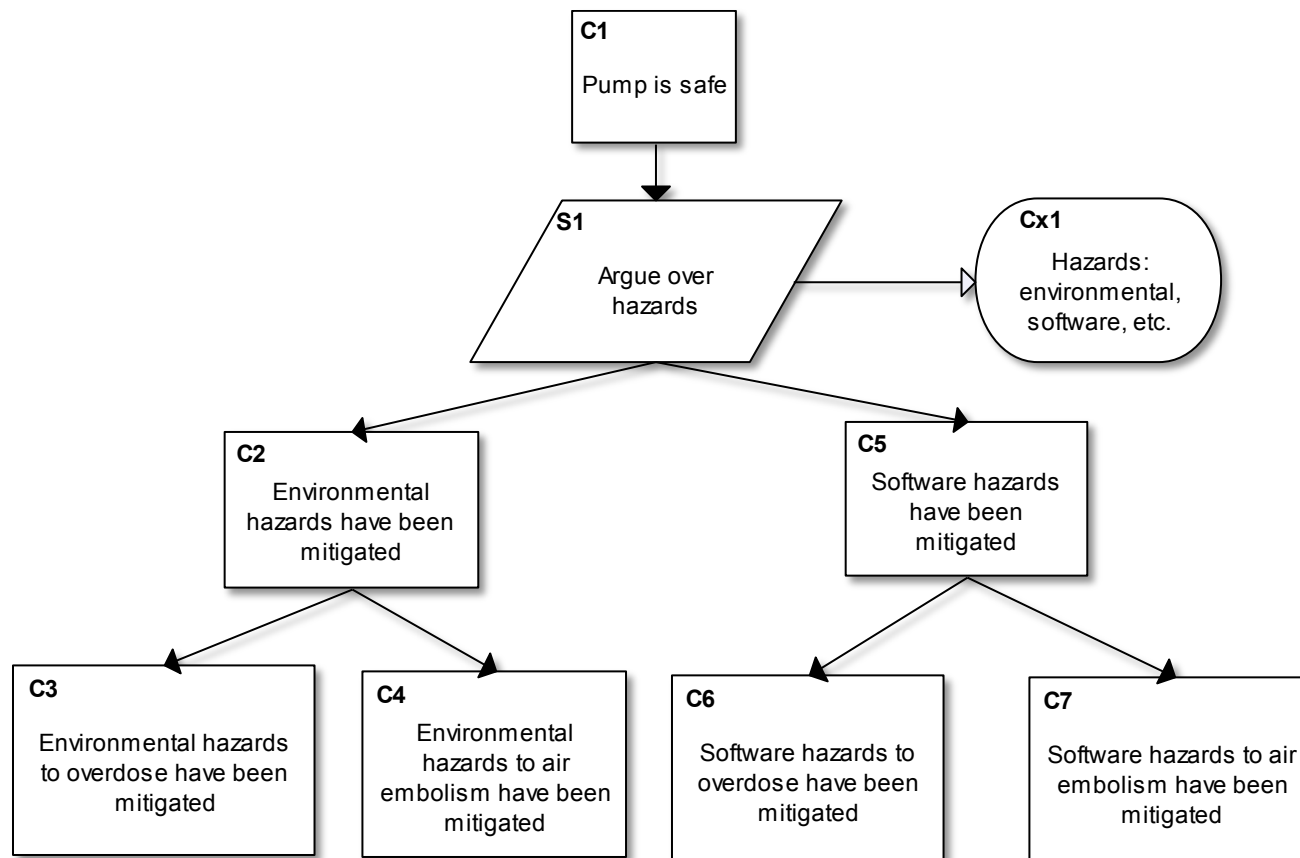 C1
Pump is safe
S1
Argue over
hazards
Cx1
Hazards:
environmental,
software, etc.
C2
Environmental
hazards have been
mitigated
C5
Software hazards
have been
mitigated
C3
Environmental hazards
to overdose have been
mitigated
C4
Environmental
hazards to air
embolism have been
mitigated
C6
Software hazards to
overdose have been
mitigated
C7
Software hazards to air
embolism have been
mitigated